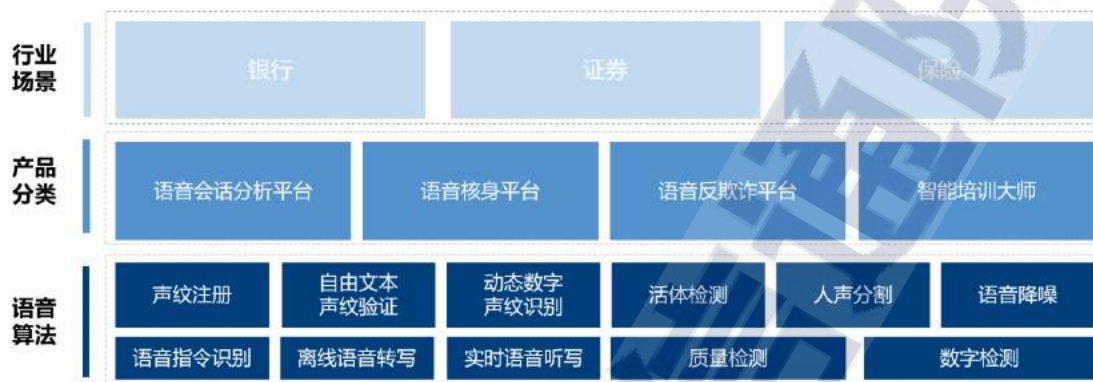 行业
场景
银行
证券
保险
产品
分类
语音会话分析平台
语音核身平台
语音反欺诈平台
智能培训大师
语音
算法
声纹注册
自由文本
声纹验证
动态数字
声纹识别
活体检测
人声分割
语音降噪
语音指令识别
离线语音转写
实时语音听写
质量检测
数字检测